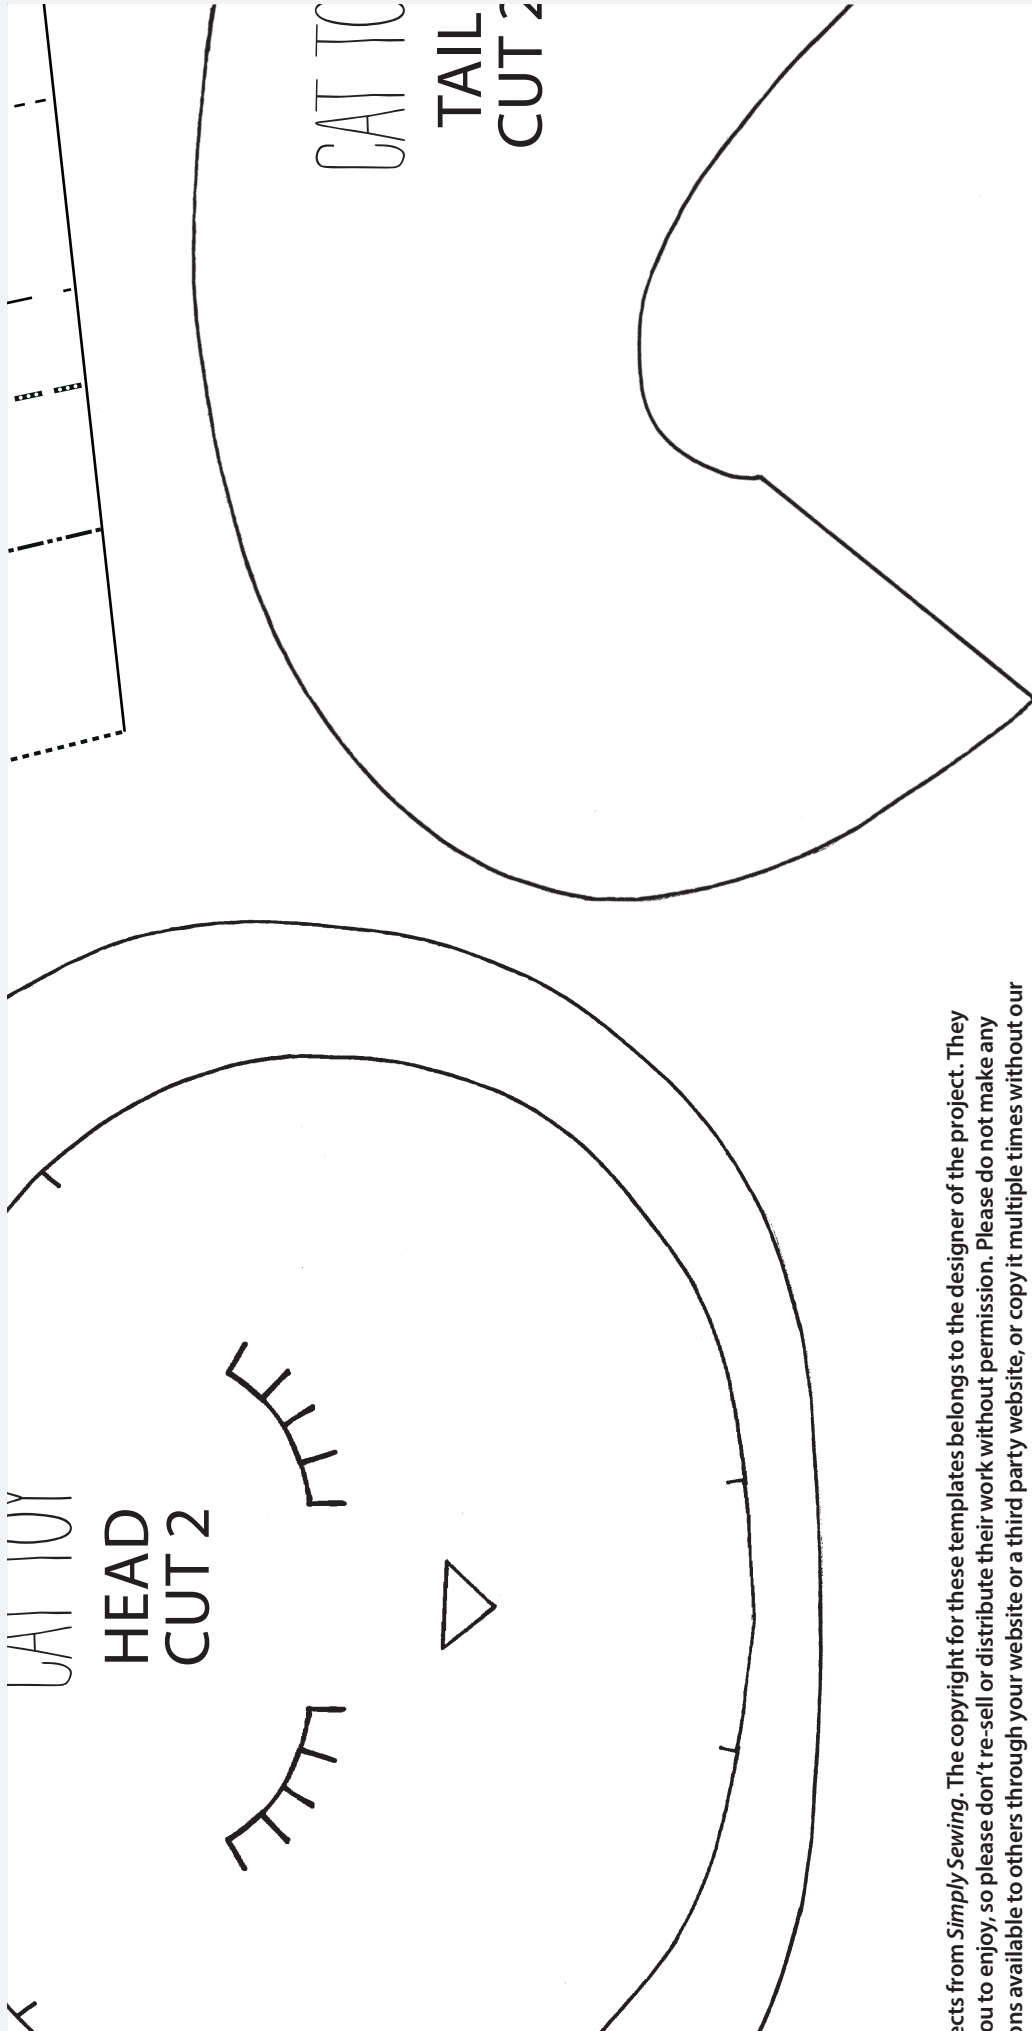 CAT TO
TAIL
CUT 2
CAT TOY
HEAD
CUT 2
ects from Simply Sewing. The copyright for these templates belongs to the designer of the project. They
ou to enjoy, so please don't re-sell or distribute their work without permission. Please do not make any
ons available to others through your website or a third party website, or copy it multiple times without our